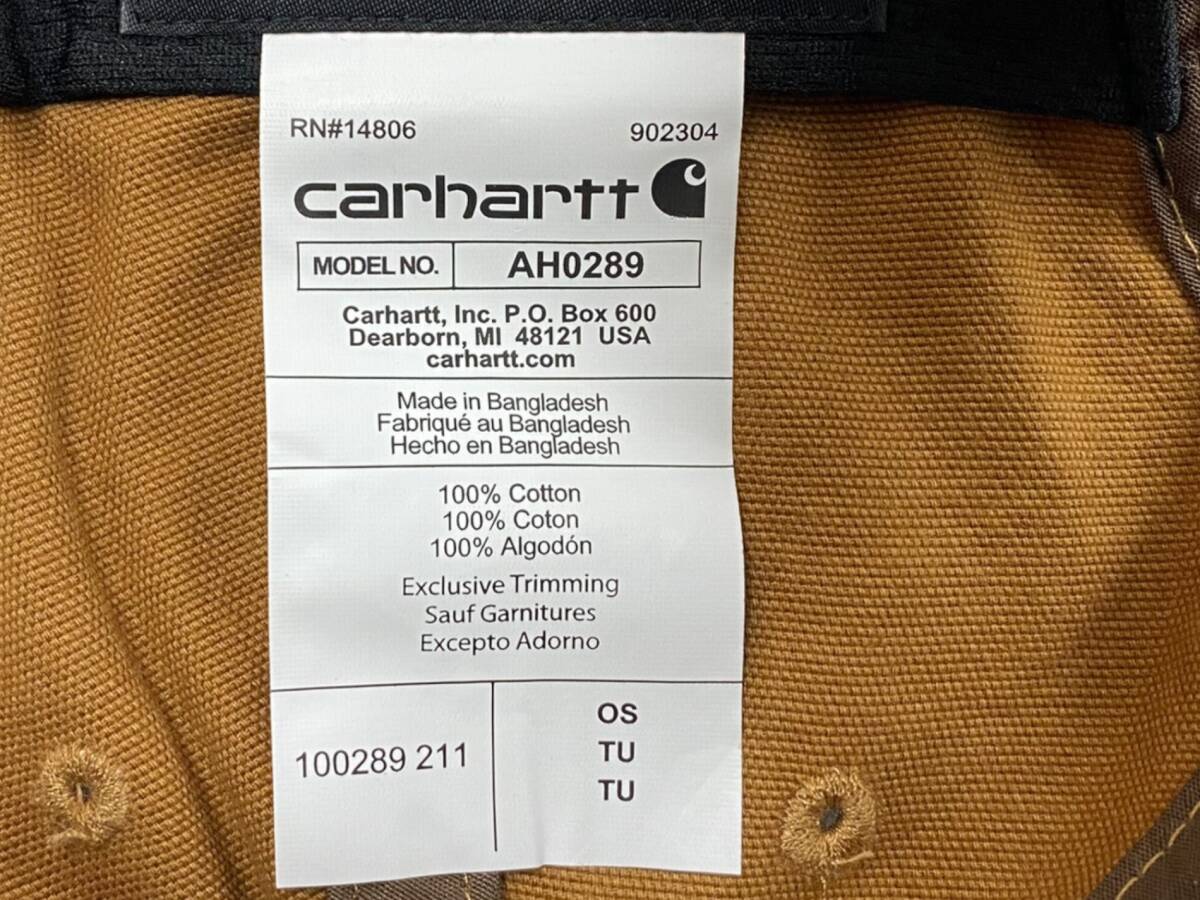 RN#14806 902304
carhartt
MODEL NO. AH0289
Carhartt, Inc. P.O. Box 600
Dearborn, MI 48121 USA
carhartt.com
Made in Bangladesh
Fabriqué au Bangladesh
Hecho en Bangladesh
100% Cotton
100% Coton
100% Algodón
Exclusive Trimming
Sauf Garnitures
Excepto Adorno
100289 211
OS
TU
TU